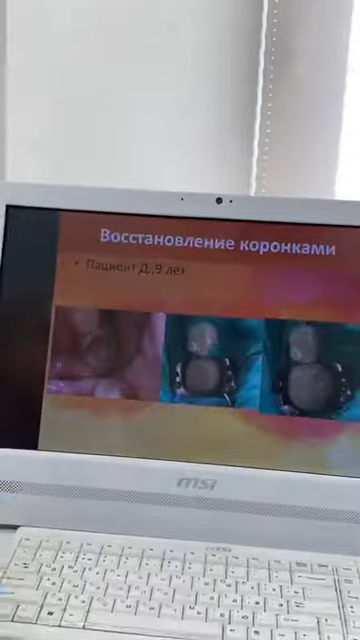 Восстановление коронками
• Пациент Д.,9 лет
msi